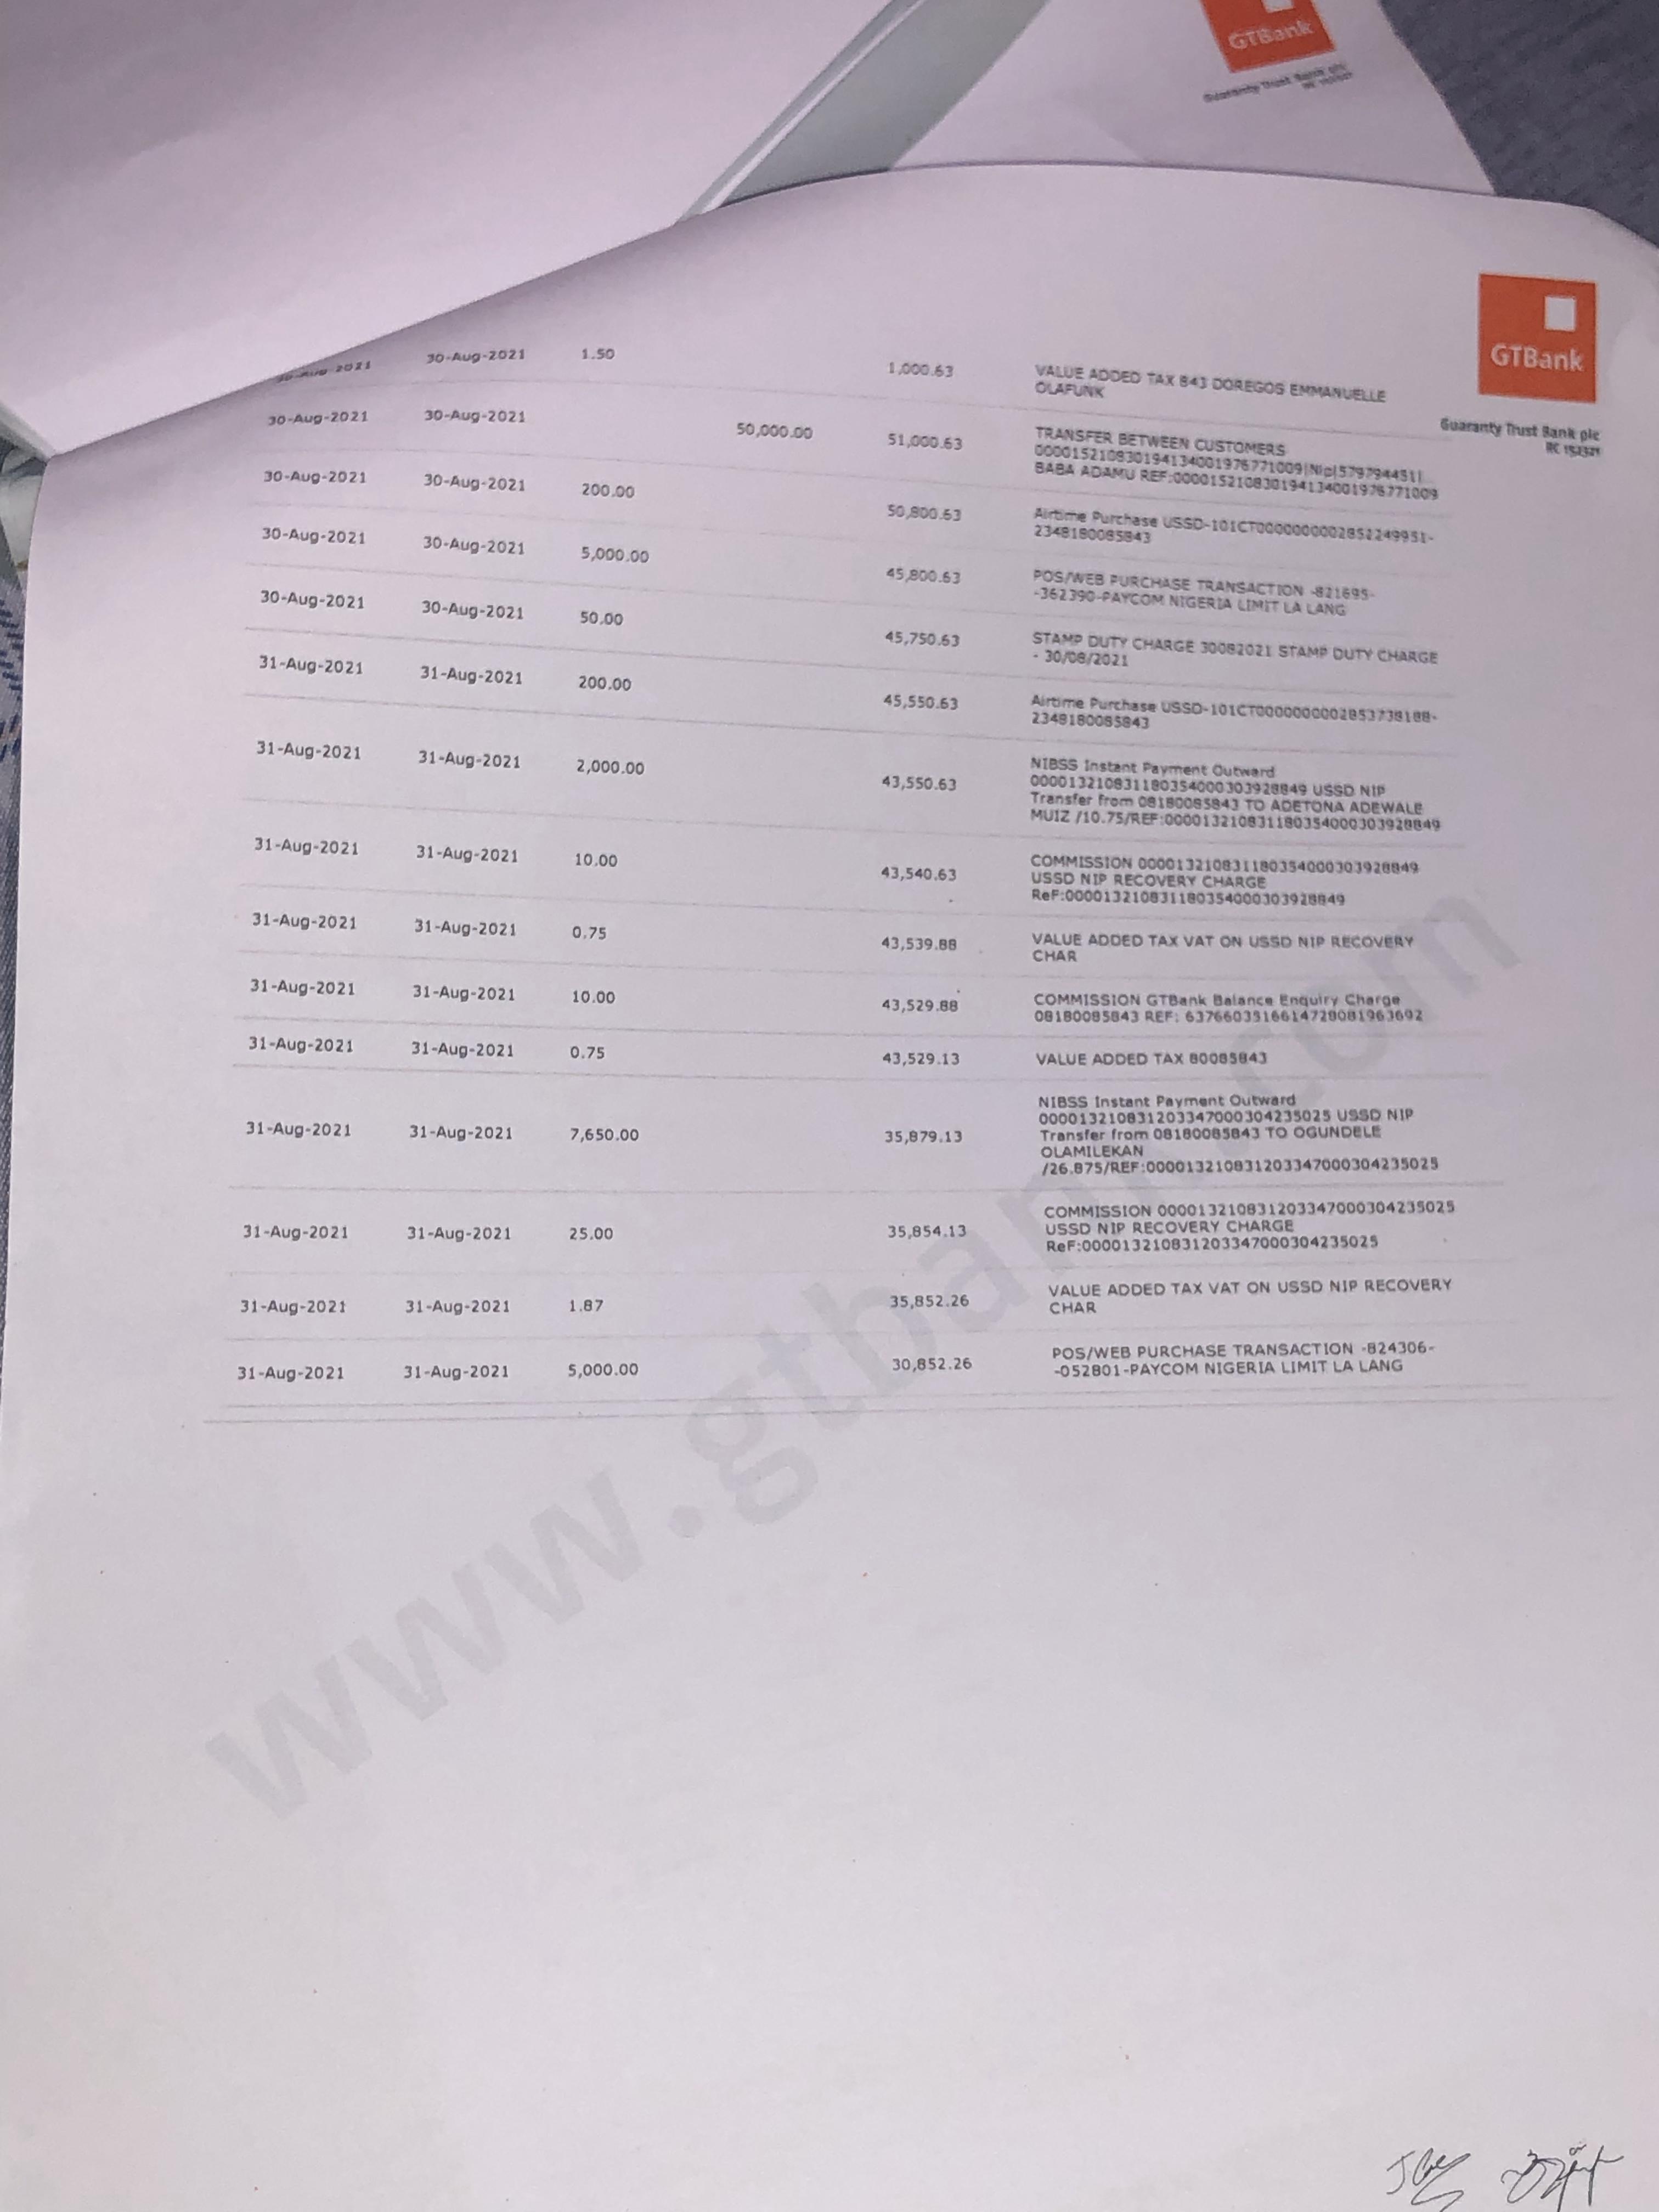 GTBank
Guaranty Trust Bank plc
RC 152321
30-Aug-2021 1.50 1,000.63 VALUE ADDED TAX 843 DOREGOS EMMANUELLE
OLAFUNK
30-Aug-2021 30-Aug-2021 50,000.00 51,000.63 TRANSFER BETWEEN CUSTOMERS
BABA ADAMU
30-Aug-2021 30-Aug-2021 200.00 50,800.63 Airtime Purchase
2348180085843
30-Aug-2021 30-Aug-2021 5,000.00 45,800.63 POS/WEB PURCHASE TRANSACTION -821695-
-362390-PAYCOM NIGERIA LIMIT LA LANG
30-Aug-2021 30-Aug-2021 50.00 45,750.63 STAMP DUTY CHARGE 30082021 STAMP DUTY CHARGE
- 30/08/2021
31-Aug-2021 31-Aug-2021 200.00 45,550.63 Airtime Purchase
2348180085843
31-Aug-2021 31-Aug-2021 2,000.00 43,550.63 NIBSS Instant Payment Outward
000013210831180354000303928849 USSD NIP
Transfer from 08180085843 TO ADETONA ADEWALE
MUIZ /10.75/REF:000013210831180354000303928849
31-Aug-2021 31-Aug-2021 10.00 43,540.63 COMMISSION 000013210831180354000303928849
USSD NIP RECOVERY CHARGE
ReF:000013210831180354000303928849
31-Aug-2021 31-Aug-2021 0.75 43,539.88 VALUE ADDED TAX VAT ON USSD NIP RECOVERY
CHAR
31-Aug-2021 31-Aug-2021 10.00 43,529.88 COMMISSION GTBank Balance Enquiry Charge
08180085843 REF: 6376603516614728081963692
31-Aug-2021 31-Aug-2021 0.75 43,529.13 VALUE ADDED TAX 80085843
31-Aug-2021 31-Aug-2021 7,650.00 35,879.13 NIBSS Instant Payment Outward
000013210831203347000304235025 USSD NIP
Transfer from 08180085843 TO OGUNDELE
OLAMILEKAN
/26.875/REF:000013210831203347000304235025
31-Aug-2021 31-Aug-2021 25.00 35,854.13 COMMISSION 000013210831203347000304235025
USSD NIP RECOVERY CHARGE
ReF:000013210831203347000304235025
31-Aug-2021 31-Aug-2021 1.87 35,852.26 VALUE ADDED TAX VAT ON USSD NIP RECOVERY
CHAR
31-Aug-2021 31-Aug-2021 5,000.00 30,852.26 POS/WEB PURCHASE TRANSACTION -824306-
-052801-PAYCOM NIGERIA LIMIT LA LANG
www.gtbank.com
GTBank